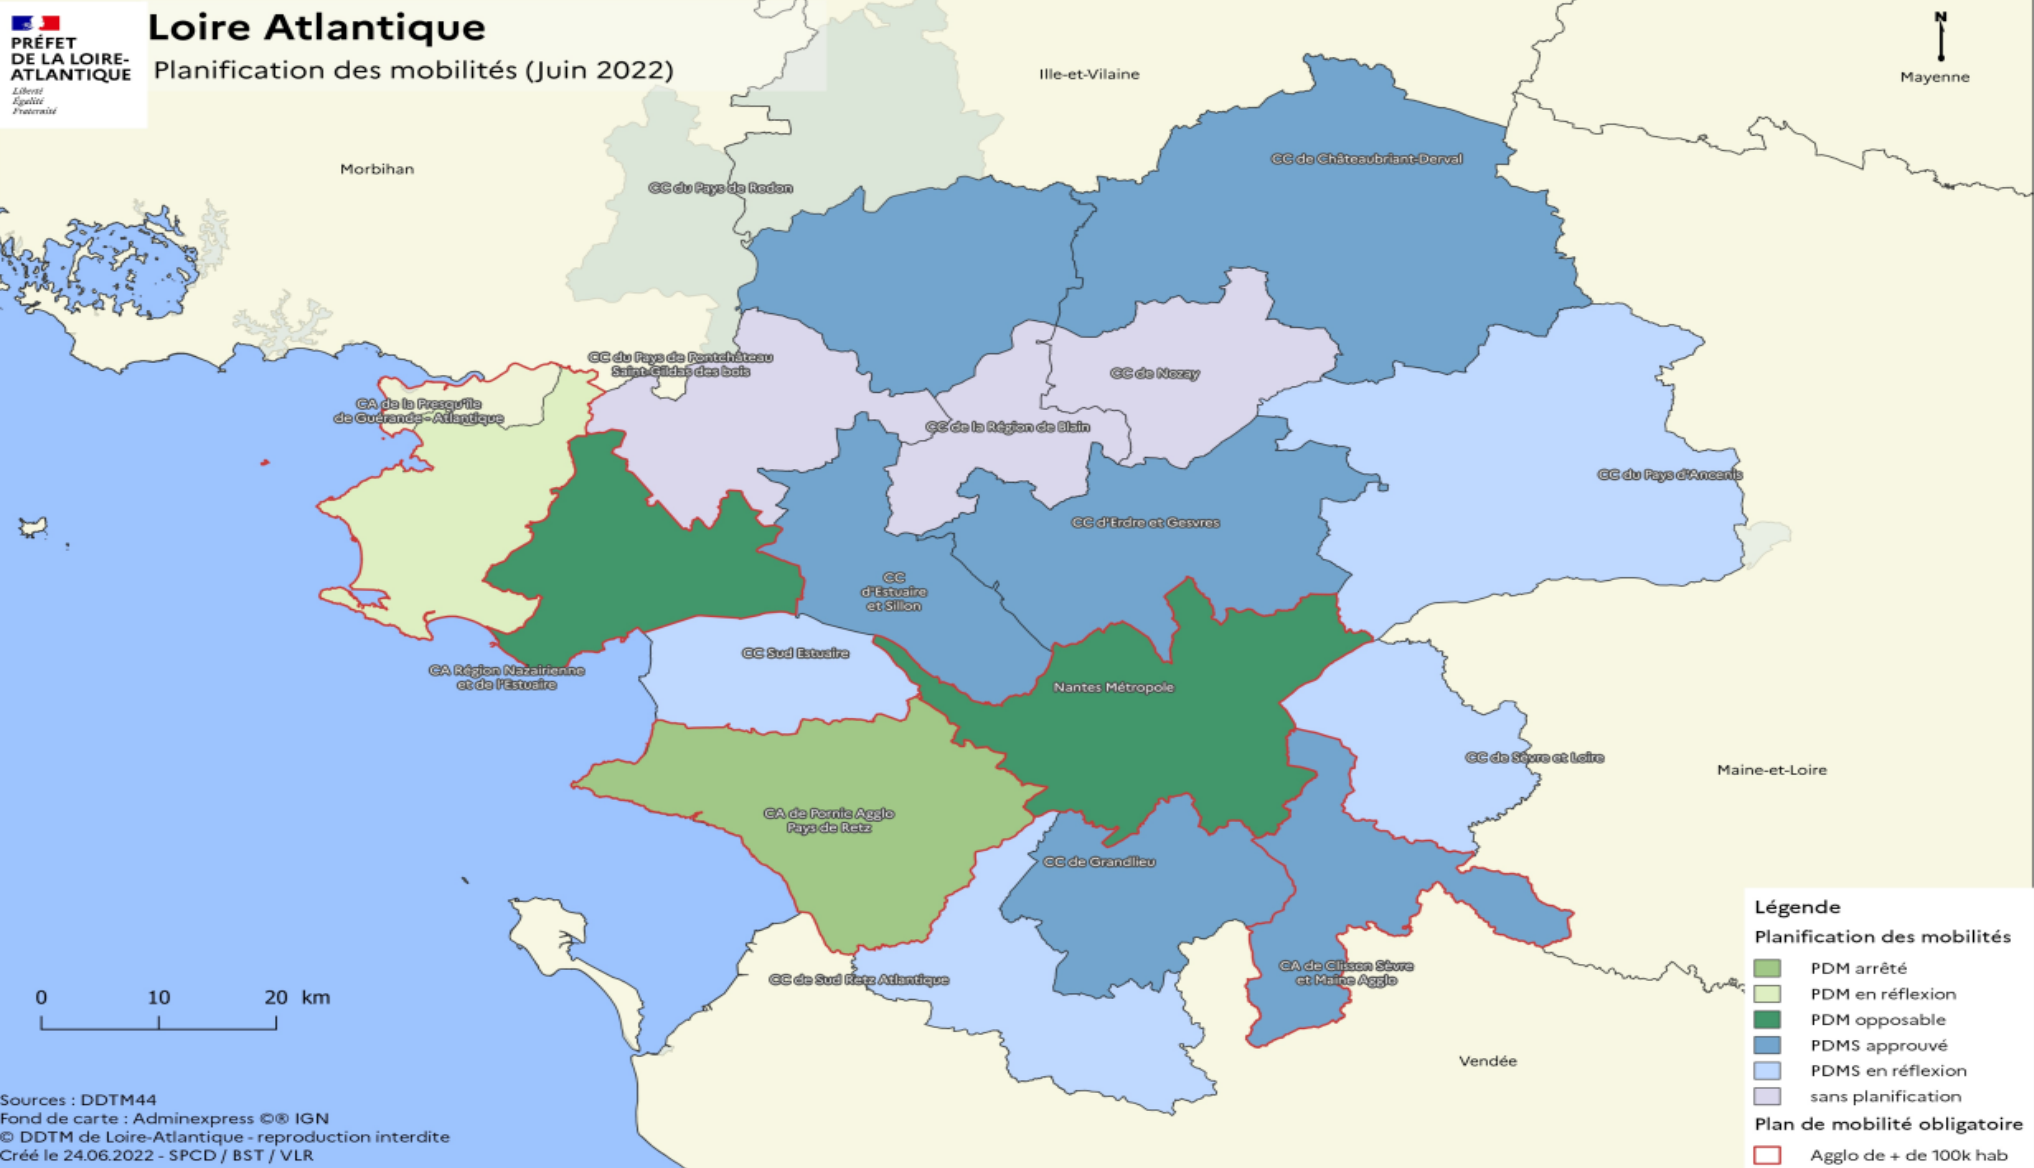 PRÉFET
DE LA LOIRE-
ATLANTIQUE
Liberté
Égalité
Fraternité
Loire Atlantique
Planification des mobilités (Juin 2022)
N
Ille-et-Vilaine
Mayenne
Morbihan
CC de Châteaubriant-Derval
CC du Pays de Redon
CC du Pays de Pontchâteau
Saint-Gildas des bois
CC de Nozay
CA de la Presqu'île
de Guérande - Atlantique
CC de la Région de Blain
CC du Pays d'Ancenis
CC d'Erdre et Gesvres
CC
d'Estuaire
et Sillon
CC Sud Estuaire
CA Région Nazairienne
et de l'Estuaire
Nantes Métropole
CC de Sèvre et Loire
Maine-et-Loire
CA de Pornic Agglo
Pays de Retz
CC de Grandlieu
CC de Sud Retz Atlantique
CA de Clisson Sèvre
et Maine Agglo
Vendée
0 10 20 km
Sources : DDTM44
Fond de carte : Adminexpress ©® IGN
© DDTM de Loire-Atlantique - reproduction interdite
Créé le 24.06.2022 - SPCD / BST / VLR
Légende
Planification des mobilités
PDM arrêté
PDM en réflexion
PDM opposable
PDMS approuvé
PDMS en réflexion
sans planification
Plan de mobilité obligatoire
Agglo de + de 100k hab